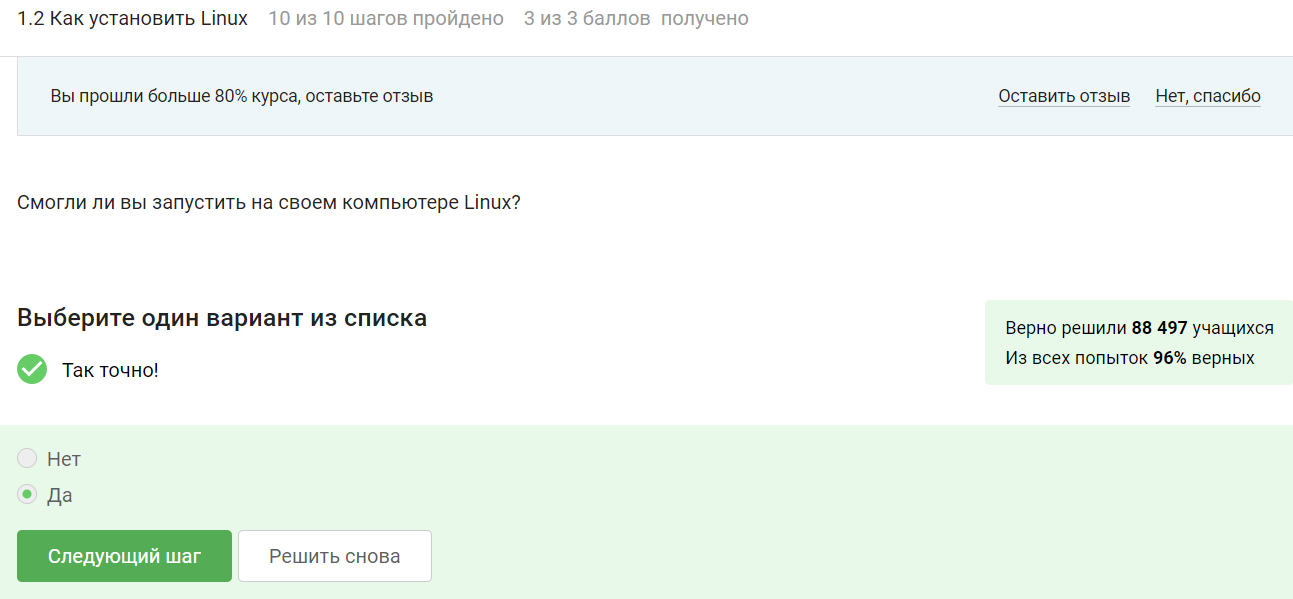 1.2 Как установить Linux 10 из 10 шагов пройдено 3 из 3 баллов получено
Вы прошли больше 80% курса, оставьте отзыв Оставить отзыв Нет, спасибо
Смогли ли вы запустить на своем компьютере Linux?
Выберите один вариант из списка
Так точно!
Верно решили 88 497 учащихся
Из всех попыток 96% верных
Нет
Да
Следующий шаг Решить снова